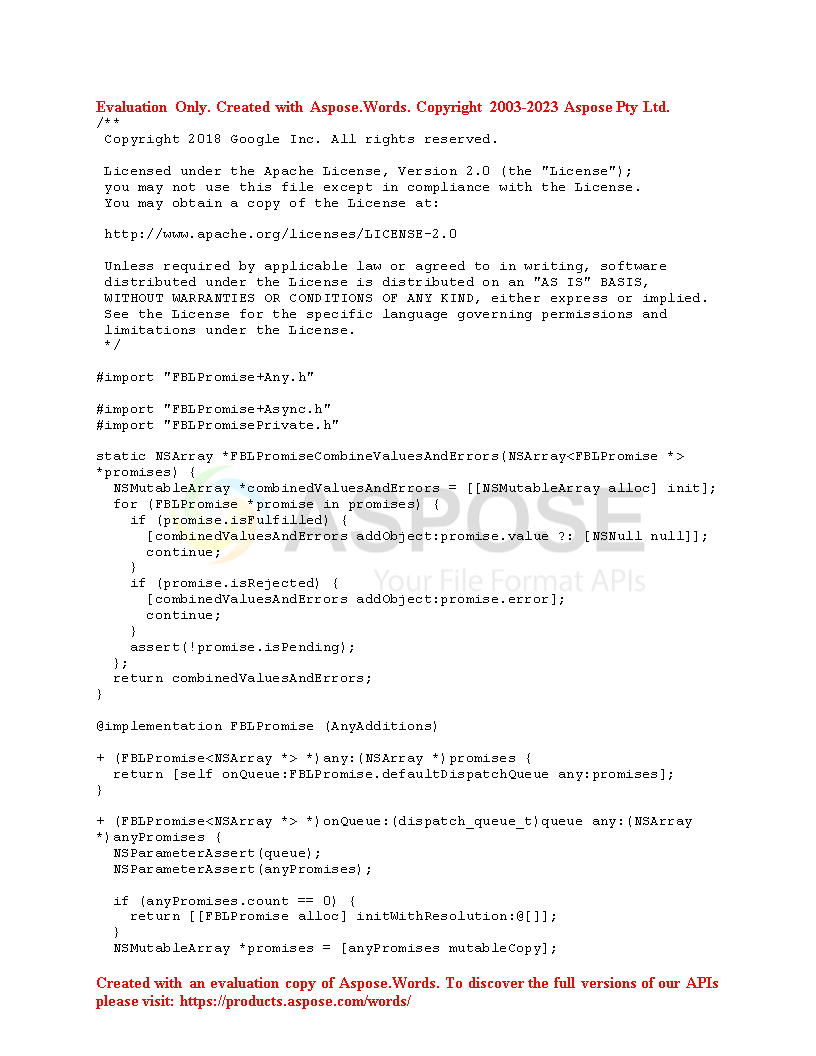 Evaluation Only. Created with Aspose.Words. Copyright 2003-2023 Aspose Pty Ltd.
/**
 Copyright 2018 Google Inc. All rights reserved.

 Licensed under the Apache License, Version 2.0 (the "License");
 you may not use this file except in compliance with the License.
 You may obtain a copy of the License at:

 http://www.apache.org/licenses/LICENSE-2.0

 Unless required by applicable law or agreed to in writing, software
 distributed under the License is distributed on an "AS IS" BASIS,
 WITHOUT WARRANTIES OR CONDITIONS OF ANY KIND, either express or implied.
 See the License for the specific language governing permissions and
 limitations under the License.
 */

#import "FBLPromise+Any.h"

#import "FBLPromise+Async.h"
#import "FBLPromisePrivate.h"

static NSArray *FBLPromiseCombineValuesAndErrors(NSArray<FBLPromise *>
*promises) {
  NSMutableArray *combinedValuesAndErrors = [[NSMutableArray alloc] init];
  for (FBLPromise *promise in promises) {
    if (promise.isFulfilled) {
      [combinedValuesAndErrors addObject:promise.value ?: [NSNull null]];
      continue;
    }
    if (promise.isRejected) {
      [combinedValuesAndErrors addObject:promise.error];
      continue;
    }
    assert(!promise.isPending);
  };
  return combinedValuesAndErrors;
}

@implementation FBLPromise (AnyAdditions)

+ (FBLPromise<NSArray *> *)any:(NSArray *)promises {
  return [self onQueue:FBLPromise.defaultDispatchQueue any:promises];
}

+ (FBLPromise<NSArray *> *)onQueue:(dispatch_queue_t)queue any:(NSArray
*)anyPromises {
  NSParameterAssert(queue);
  NSParameterAssert(anyPromises);

  if (anyPromises.count == 0) {
    return [[FBLPromise alloc] initWithResolution:@[]];
  }
  NSMutableArray *promises = [anyPromises mutableCopy];
ASPOSE
Your File Format APIs
Created with an evaluation copy of Aspose.Words. To discover the full versions of our APIs
please visit: https://products.aspose.com/words/